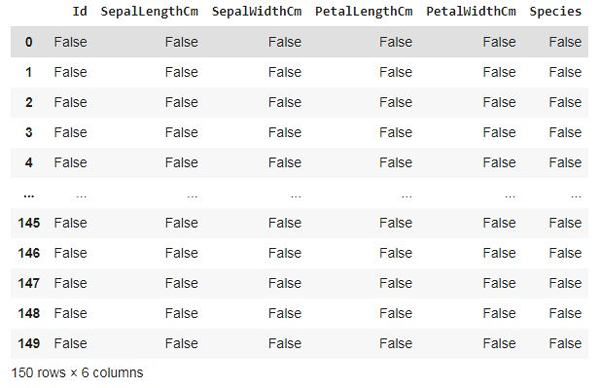 Id SepalLengthCm SepalWidthCm PetalLengthCm PetalWidthCm Species
0 False False False False False False
1 False False False False False False
2 False False False False False False
3 False False False False False False
4 False False False False False False
... ... ... ... ... ... ...
145 False False False False False False
146 False False False False False False
147 False False False False False False
148 False False False False False False
149 False False False False False False
150 rows × 6 columns